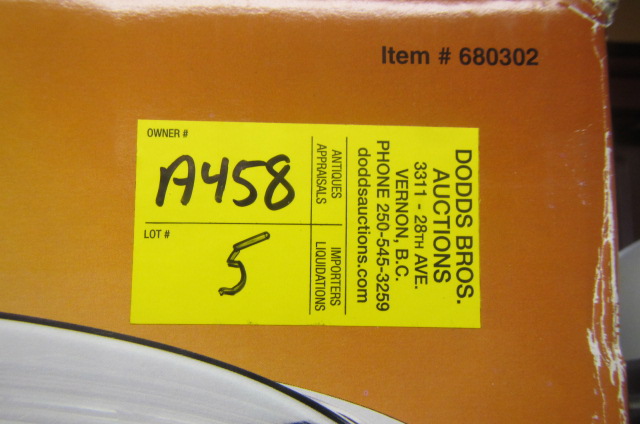 Item # 680302
OWNER #
A458
LOT #
5
ANTIQUES
APPRAISALS
IMPORTERS
LIQUIDATIONS
DODDS BROS.
AUCTIONS
3311 - 28TH AVE.
VERNON, B.C.
PHONE 250-545-3259
doddsauctions.com